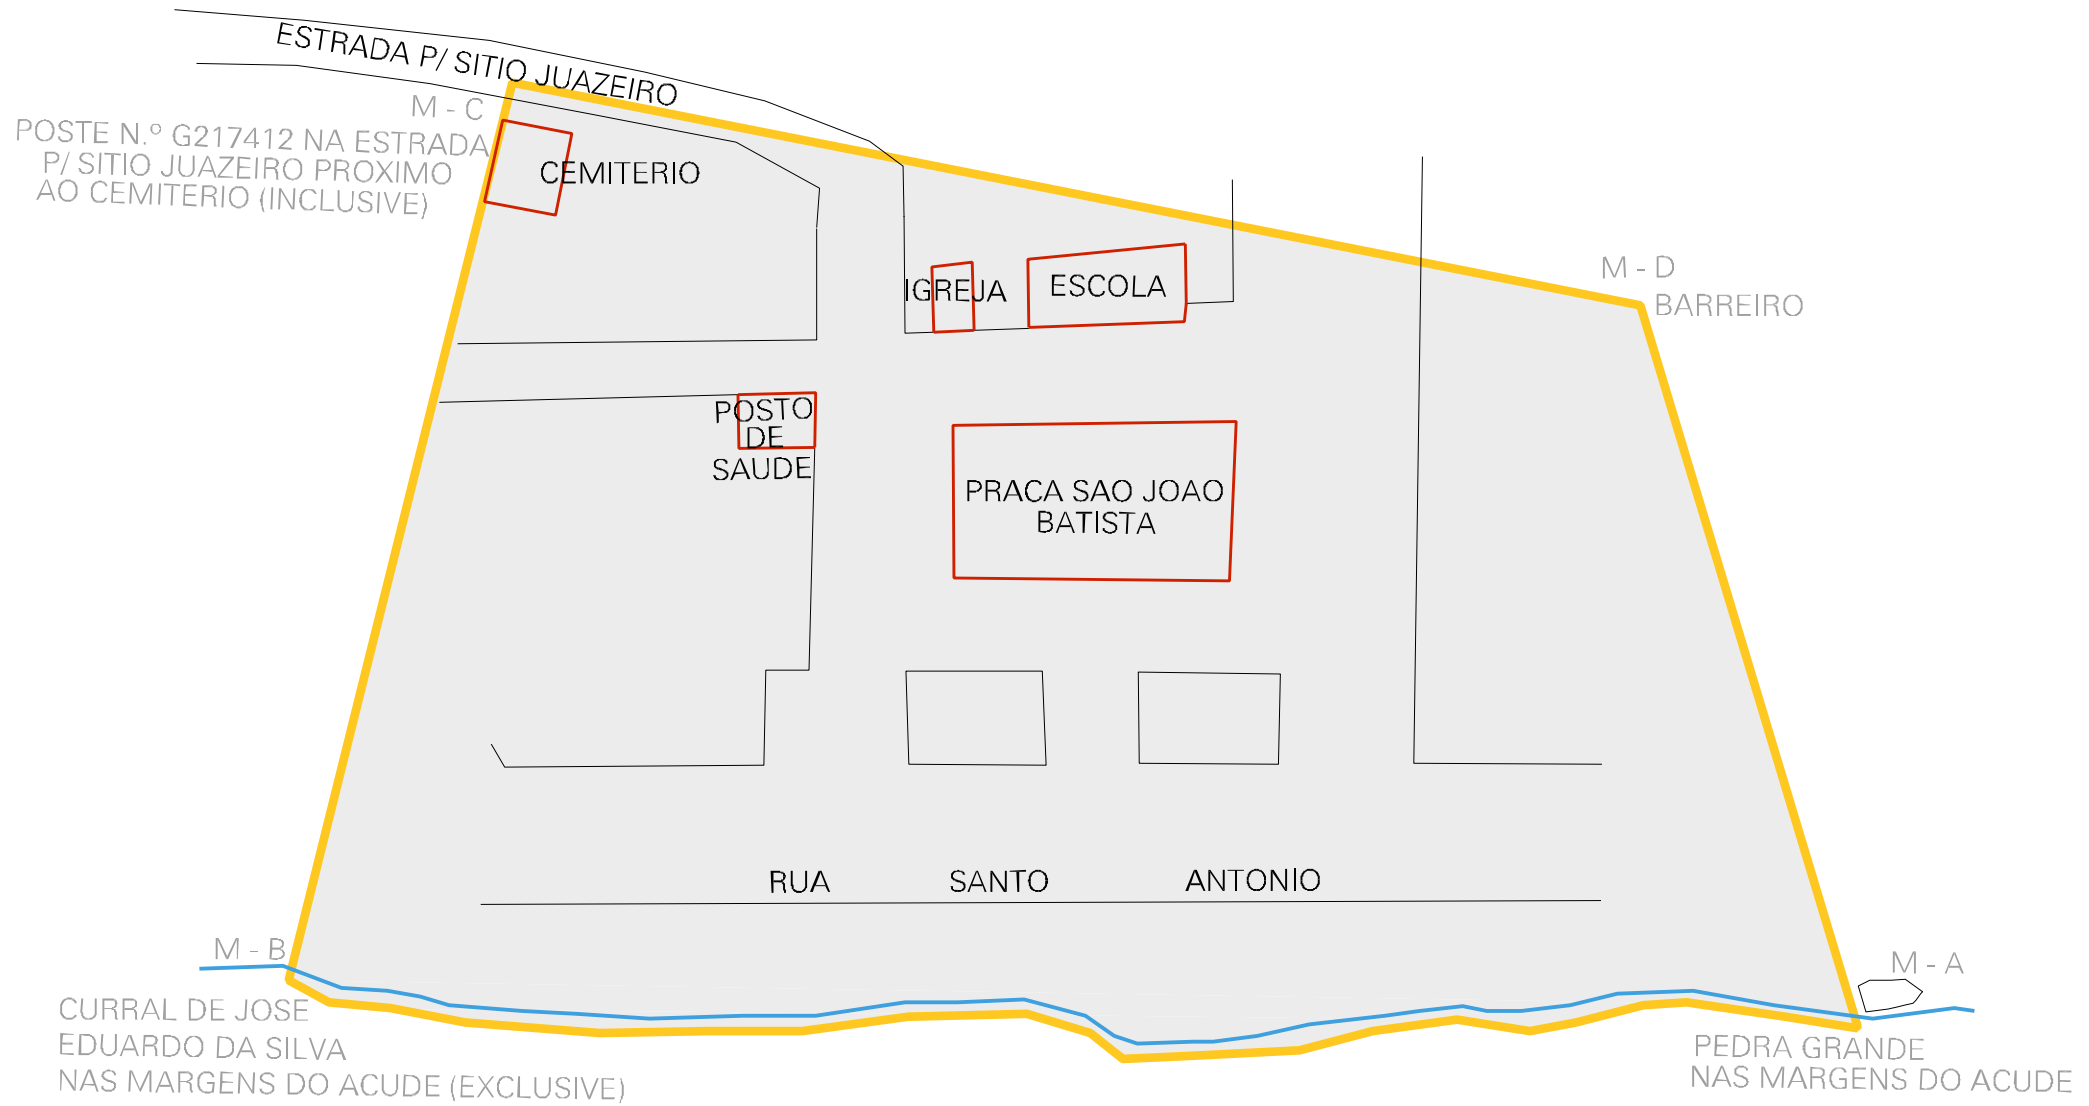 ESTRADA P/ SITIO JUAZEIRO
M - C
POSTE N.º G217412 NA ESTRADA
P/ SITIO JUAZEIRO PROXIMO
AO CEMITERIO (INCLUSIVE)
CEMITERIO
IGREJA
ESCOLA
M - D
BARREIRO
POSTO
DE
SAUDE
PRACA SAO JOAO
BATISTA
RUA SANTO ANTONIO
M - B
CURRAL DE JOSE
EDUARDO DA SILVA
NAS MARGENS DO ACUDE (EXCLUSIVE)
M - A
PEDRA GRANDE
NAS MARGENS DO ACUDE